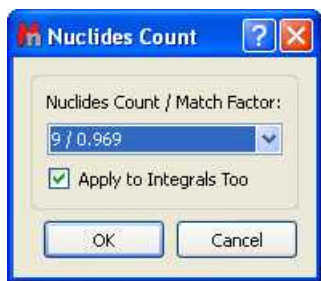 Nuclides Count
Nuclides Count / Match Factor:
9 / 0.969
Apply to Integrals Too
OK
Cancel